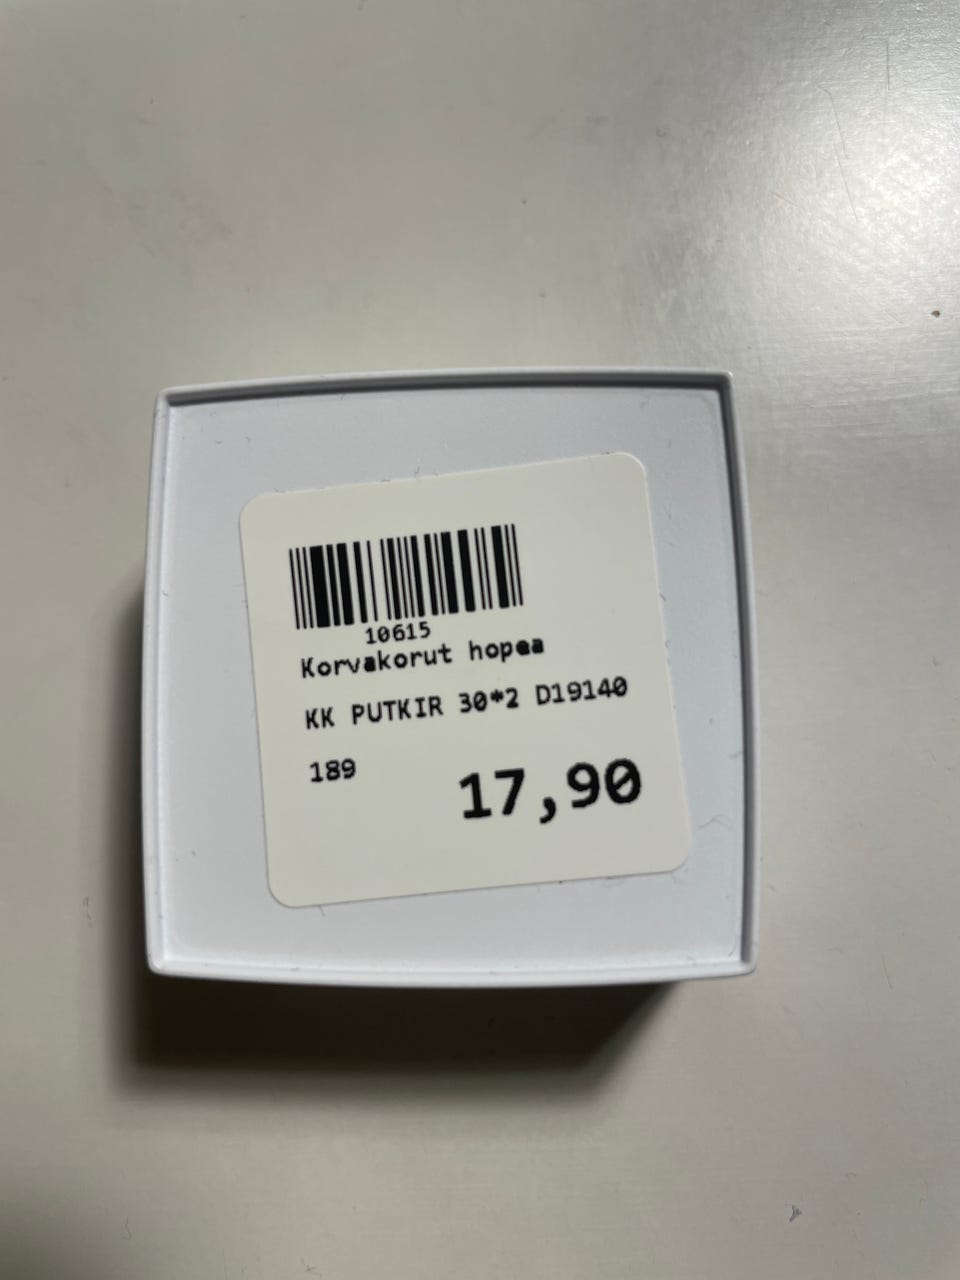 10615
Korvakorut hopea
KK PUTKIR 30*2 D19140
189
17,90